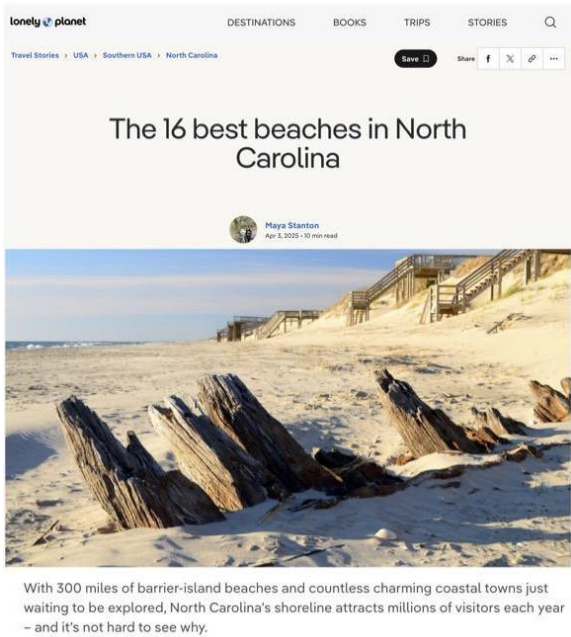 lonely planet
DESTINATIONS BOOKS TRIPS STORIES
Travel Stories › USA › Southern USA › North Carolina
Save
Share
The 16 best beaches in North
Carolina
Maya Stanton
Apr 3, 2025 • 10 min read
With 300 miles of barrier-island beaches and countless charming coastal towns just
waiting to be explored, North Carolina's shoreline attracts millions of visitors each year
– and it's not hard to see why.